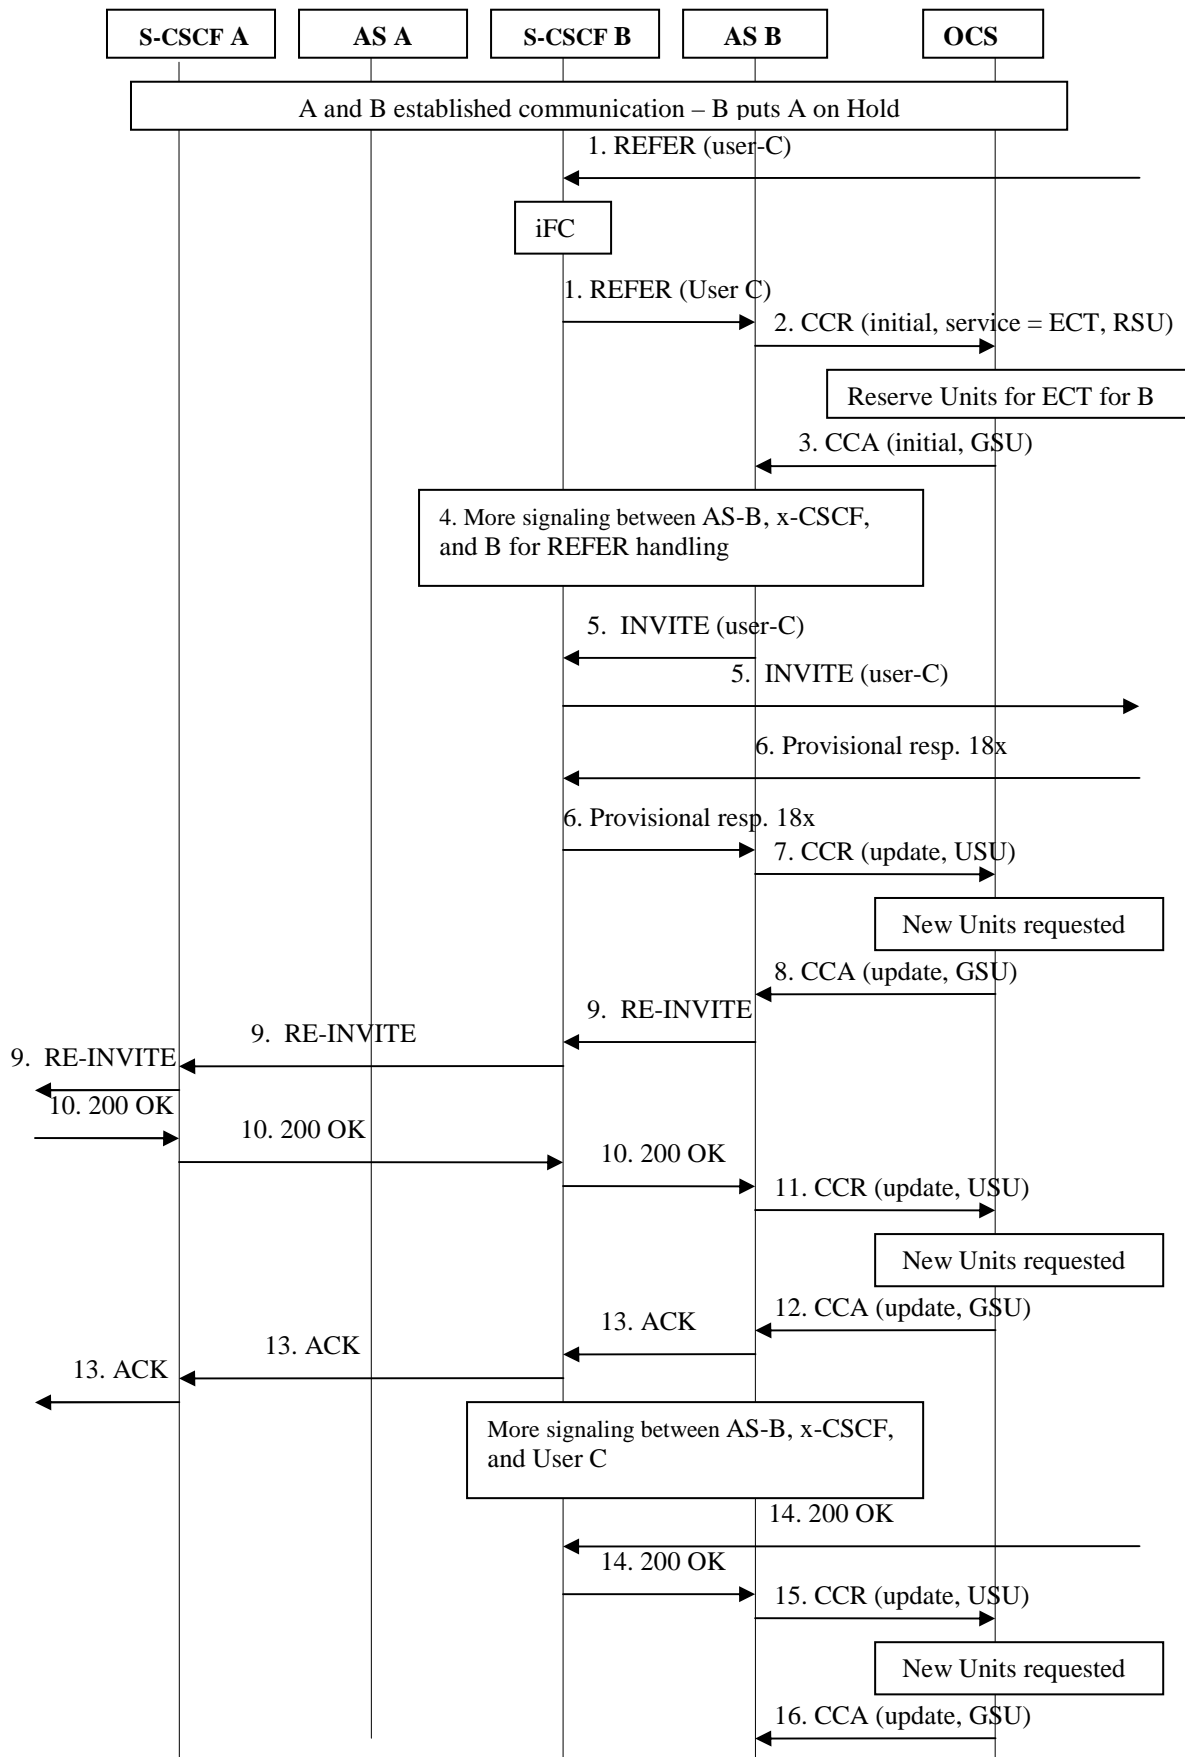 S-CSCF A
AS A
S-CSCF B
AS B
OCS
A and B established communication – B puts A on Hold
1. REFER (user-C)
iFC
1. REFER (User C)
2. CCR (initial, service = ECT, RSU)
Reserve Units for ECT for B
3. CCA (initial, GSU)
4. More signaling between AS-B, x-CSCF,
and B for REFER handling
5. INVITE (user-C)
5. INVITE (user-C)
6. Provisional resp. 18x
6. Provisional resp. 18x
7. CCR (update, USU)
New Units requested
8. CCA (update, GSU)
9. RE-INVITE
9. RE-INVITE
9. RE-INVITE
10. 200 OK
10. 200 OK
10. 200 OK
11. CCR (update, USU)
New Units requested
12. CCA (update, GSU)
13. ACK
13. ACK
13. ACK
More signaling between AS-B, x-CSCF,
and User C
14. 200 OK
14. 200 OK
15. CCR (update, USU)
New Units requested
16. CCA (update, GSU)